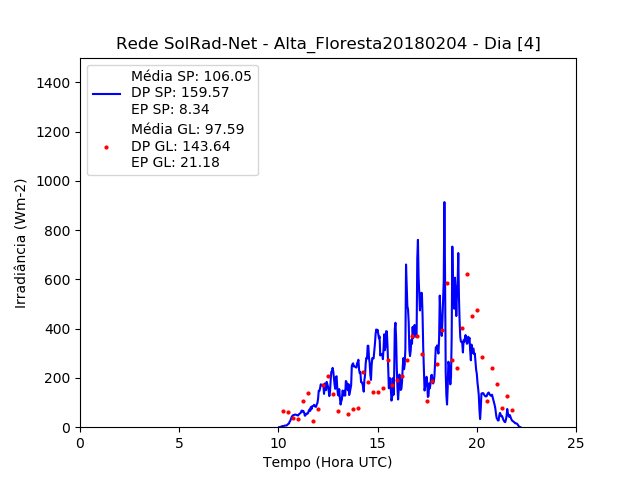 Rede SolRad-Net - Alta_Floresta20180204 - Dia [4]
Média SP: 106.05
DP SP: 159.57
EP SP: 8.34
Média GL: 97.59
DP GL: 143.64
EP GL: 21.18
Irradiância (Wm-2)
1400
1200
1000
800
600
400
200
0
0 5 10 15 20 25
Tempo (Hora UTC)